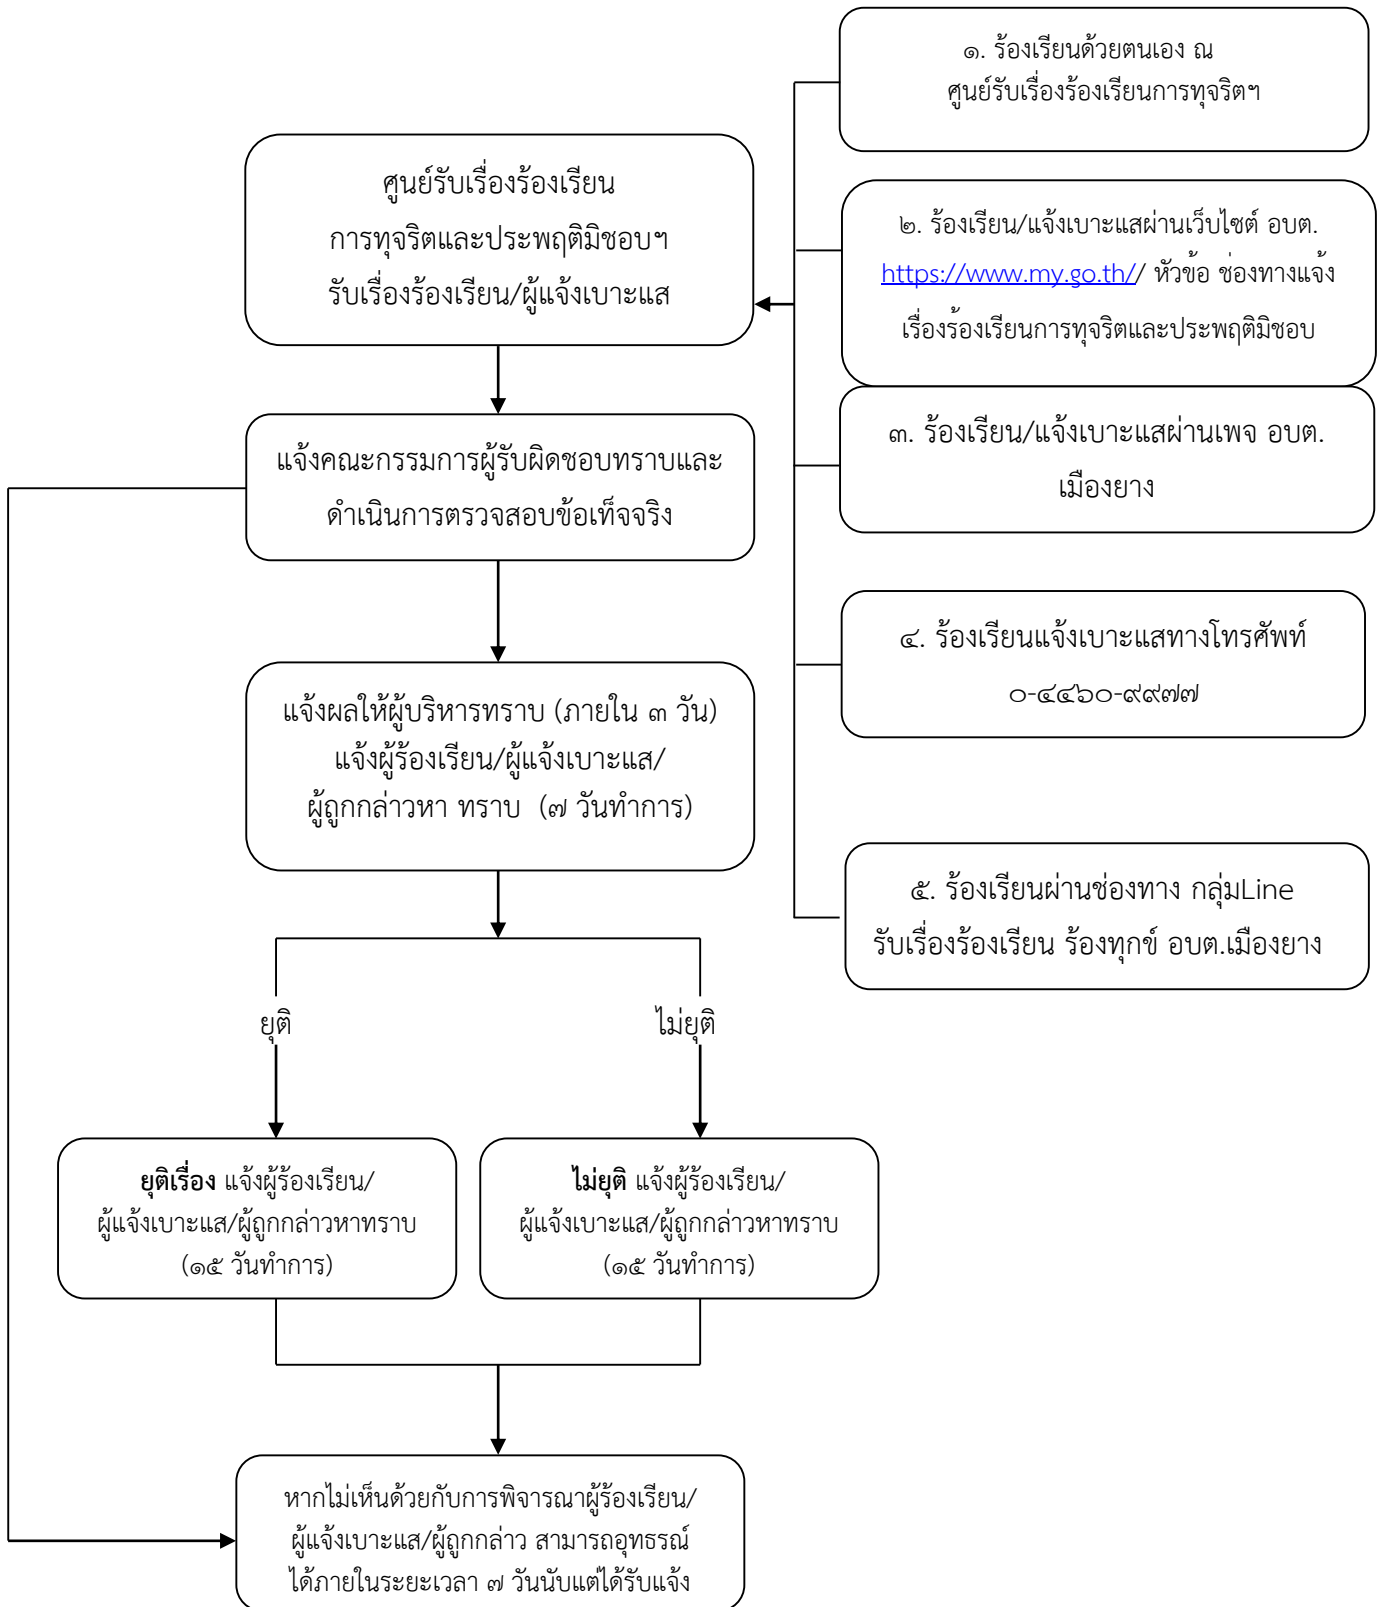 ๑. ร้องเรียนด้วยตนเอง ณ
ศูนย์รับเรื่องร้องเรียนการทุจริตฯ
ศูนย์รับเรื่องร้องเรียน
การทุจริตและประพฤติมิชอบฯ
รับเรื่องร้องเรียน/ผู้แจ้งเบาะแส
๒. ร้องเรียน/แจ้งเบาะแสผ่านเว็บไซต์ อบต.
https://www.my.go.th// หัวข้อ ช่องทางแจ้ง
เรื่องร้องเรียนการทุจริตและประพฤติมิชอบ
๓. ร้องเรียน/แจ้งเบาะแสผ่านเพจ อบต.
เมืองยาง
แจ้งคณะกรรมการผู้รับผิดชอบทราบและ
ดำเนินการตรวจสอบข้อเท็จจริง
๔. ร้องเรียนแจ้งเบาะแสทางโทรศัพท์
๐-๔๔๖๐-๙๙๗๗
แจ้งผลให้ผู้บริหารทราบ (ภายใน ๓ วัน)
แจ้งผู้ร้องเรียน/ผู้แจ้งเบาะแส/
ผู้ถูกกล่าวหา ทราบ (๗ วันทำการ)
๕. ร้องเรียนผ่านช่องทาง กลุ่มLine
รับเรื่องร้องเรียน ร้องทุกข์ อบต.เมืองยาง
ยุติ
ไม่ยุติ
ยุติเรื่อง แจ้งผู้ร้องเรียน/
ผู้แจ้งเบาะแส/ผู้ถูกกล่าวหาทราบ
(๑๕ วันทำการ)
ไม่ยุติ แจ้งผู้ร้องเรียน/
ผู้แจ้งเบาะแส/ผู้ถูกกล่าวหาทราบ
(๑๕ วันทำการ)
หากไม่เห็นด้วยกับการพิจารณาผู้ร้องเรียน/
ผู้แจ้งเบาะแส/ผู้ถูกกล่าว สามารถอุทธรณ์
ได้ภายในระยะเวลา ๗ วันนับแต่ได้รับแจ้ง